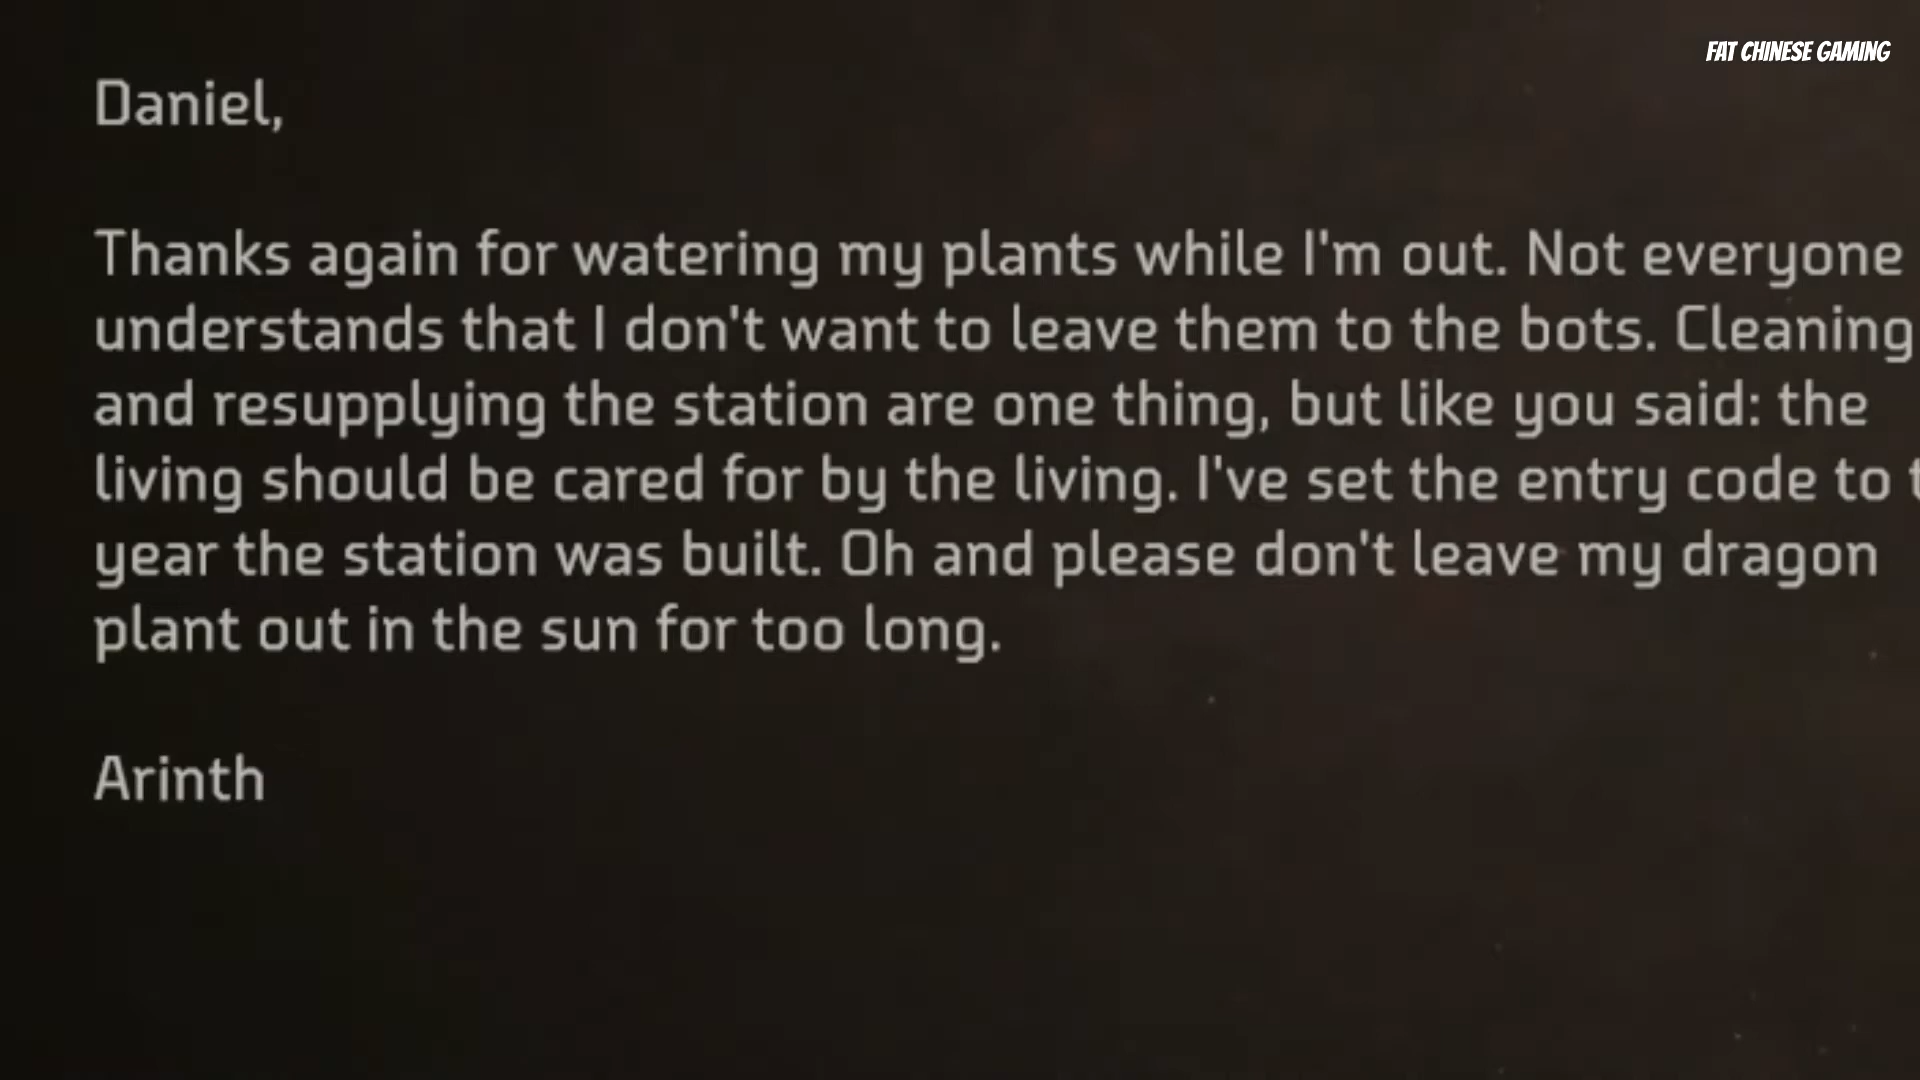 FAT CHINESE GAMING
Daniel,
Thanks again for watering my plants while I'm out. Not everyone
understands that I don't want to leave them to the bots. Cleaning
and resupplying the station are one thing, but like you said: the
living should be cared for by the living. I've set the entry code to
year the station was built. Oh and please don't leave my dragon
plant out in the sun for too long.
Arinth